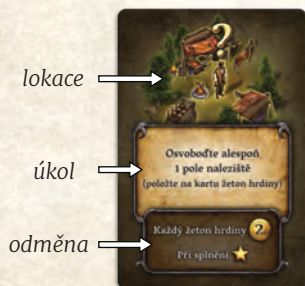 lokace
?
úkol
Osvoboďte alespoň
1 pole naleziště
(položte na kartu žeton hrdiny)
odměna
Každý žeton hrdiny 2
Při splnění